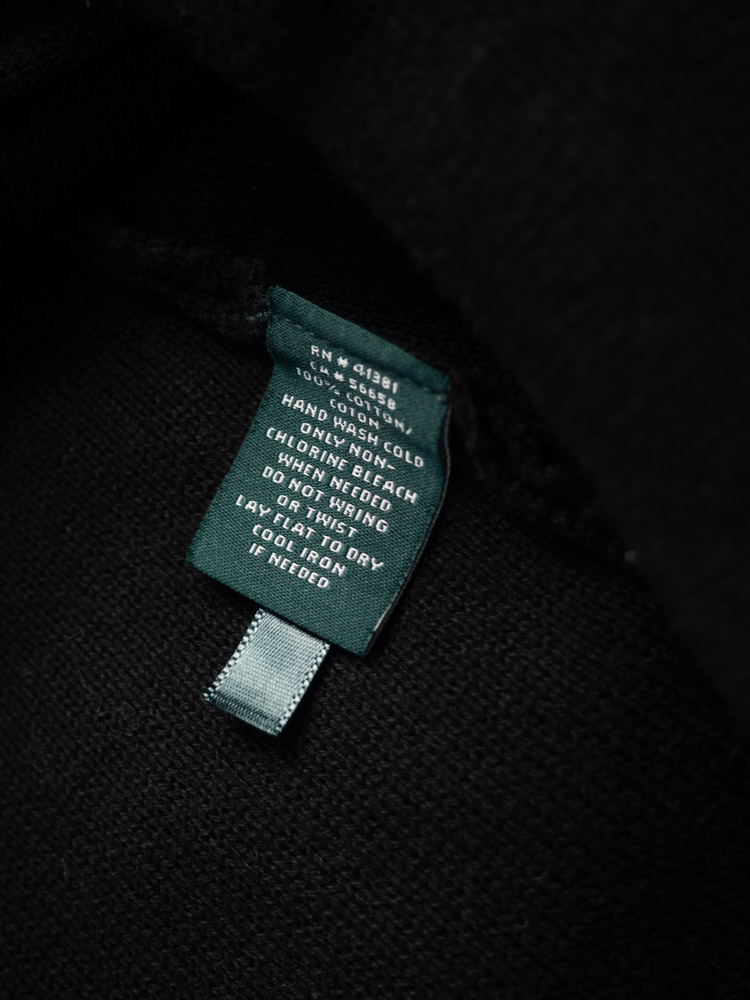 RN # 41381
CA # 56658
100% COTTON/
COTON
HAND WASH COLD
ONLY NON-
CHLORINE BLEACH
WHEN NEEDED
DO NOT WRING
OR TWIST
LAY FLAT TO DRY
COOL IRON
IF NEEDED